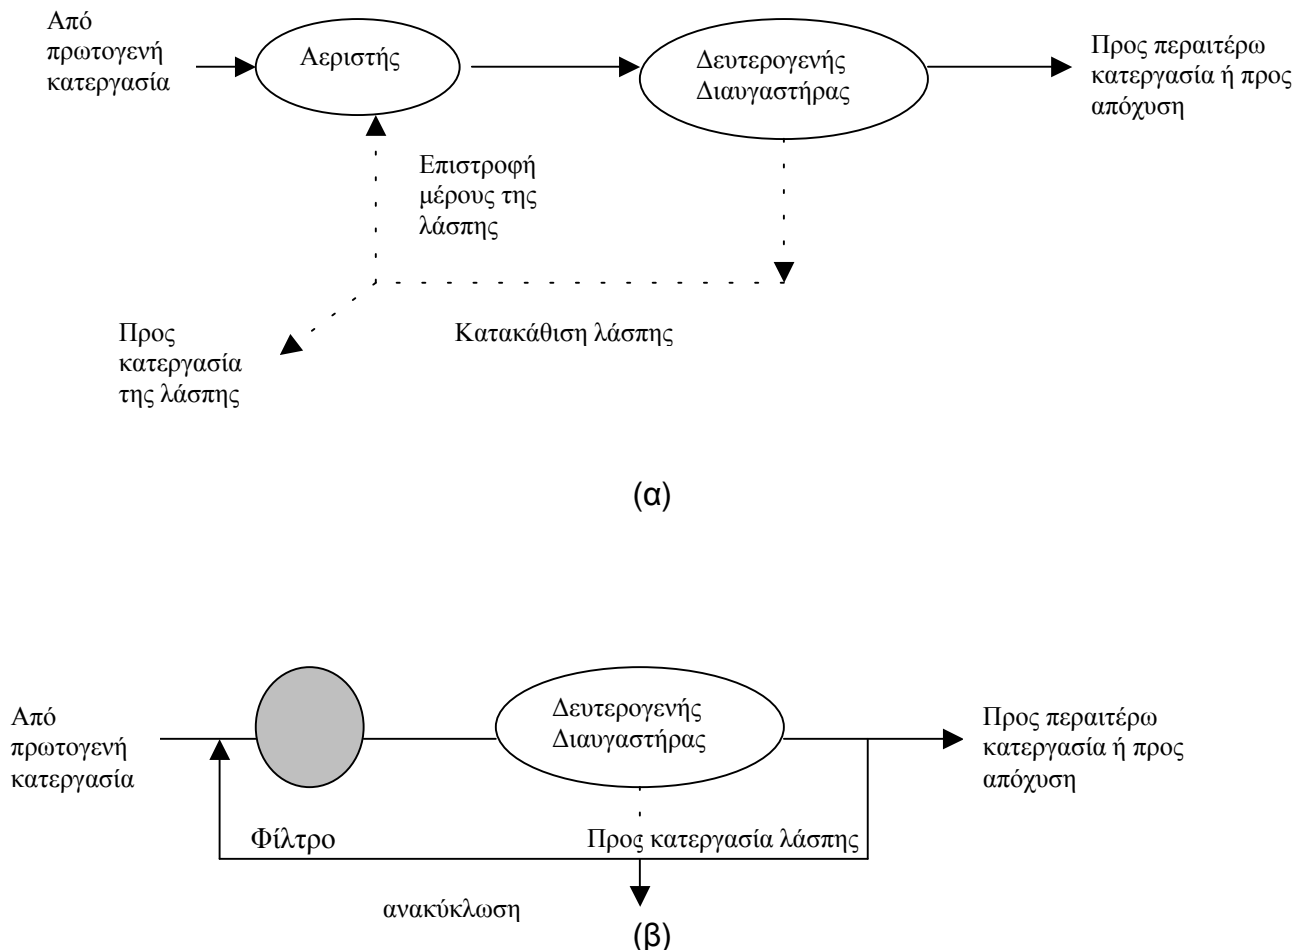 Από
πρωτογενή
κατεργασία
Αεριστής
Δευτερογενής
Διαυγαστήρας
Προς περαιτέρω
κατεργασία ή προς
απόχυση
Επιστροφή
μέρους της
λάσπης
Προς
κατεργασία
της λάσπης
Κατακάθιση λάσπης
(α)
Από
πρωτογενή
κατεργασία
Δευτερογενής
Διαυγαστήρας
Προς περαιτέρω
κατεργασία ή προς
απόχυση
Φίλτρο
Προς κατεργασία λάσπης
ανακύκλωση
(β)